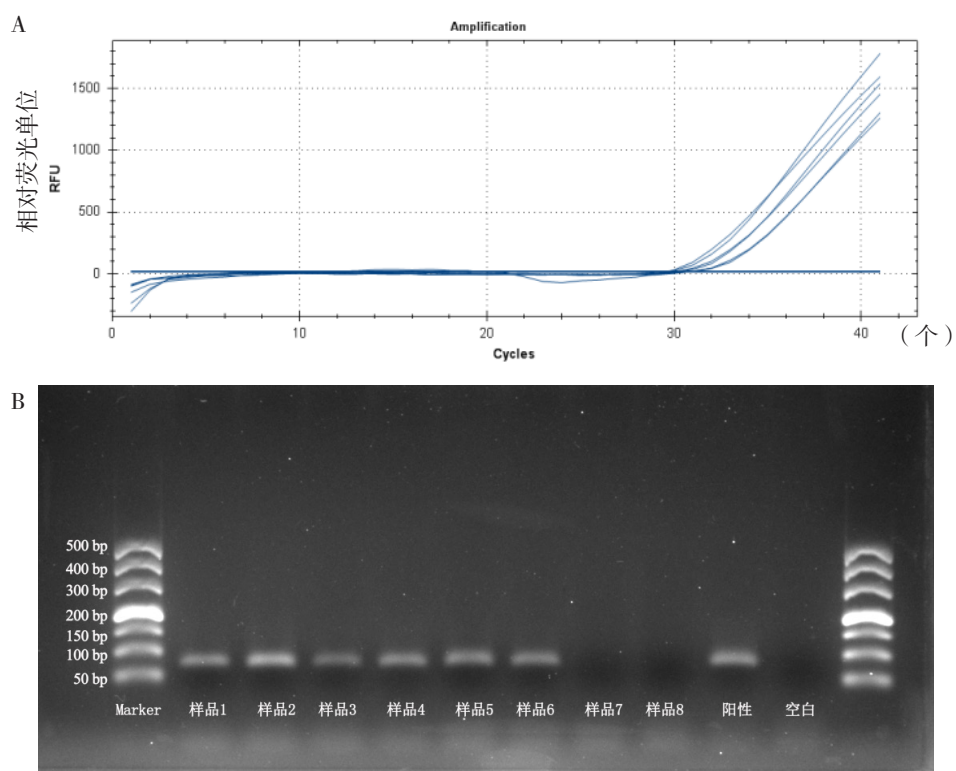 A
Amplification
相对荧光单位
RFU
1500
1000
500
0
0 10 20 30 40 （个）
Cycles
B
500 bp
400 bp
300 bp
200 bp
150 bp
100 bp
50 bp
Marker 样品1 样品2 样品3 样品4 样品5 样品6 样品7 样品8 阳性 空白